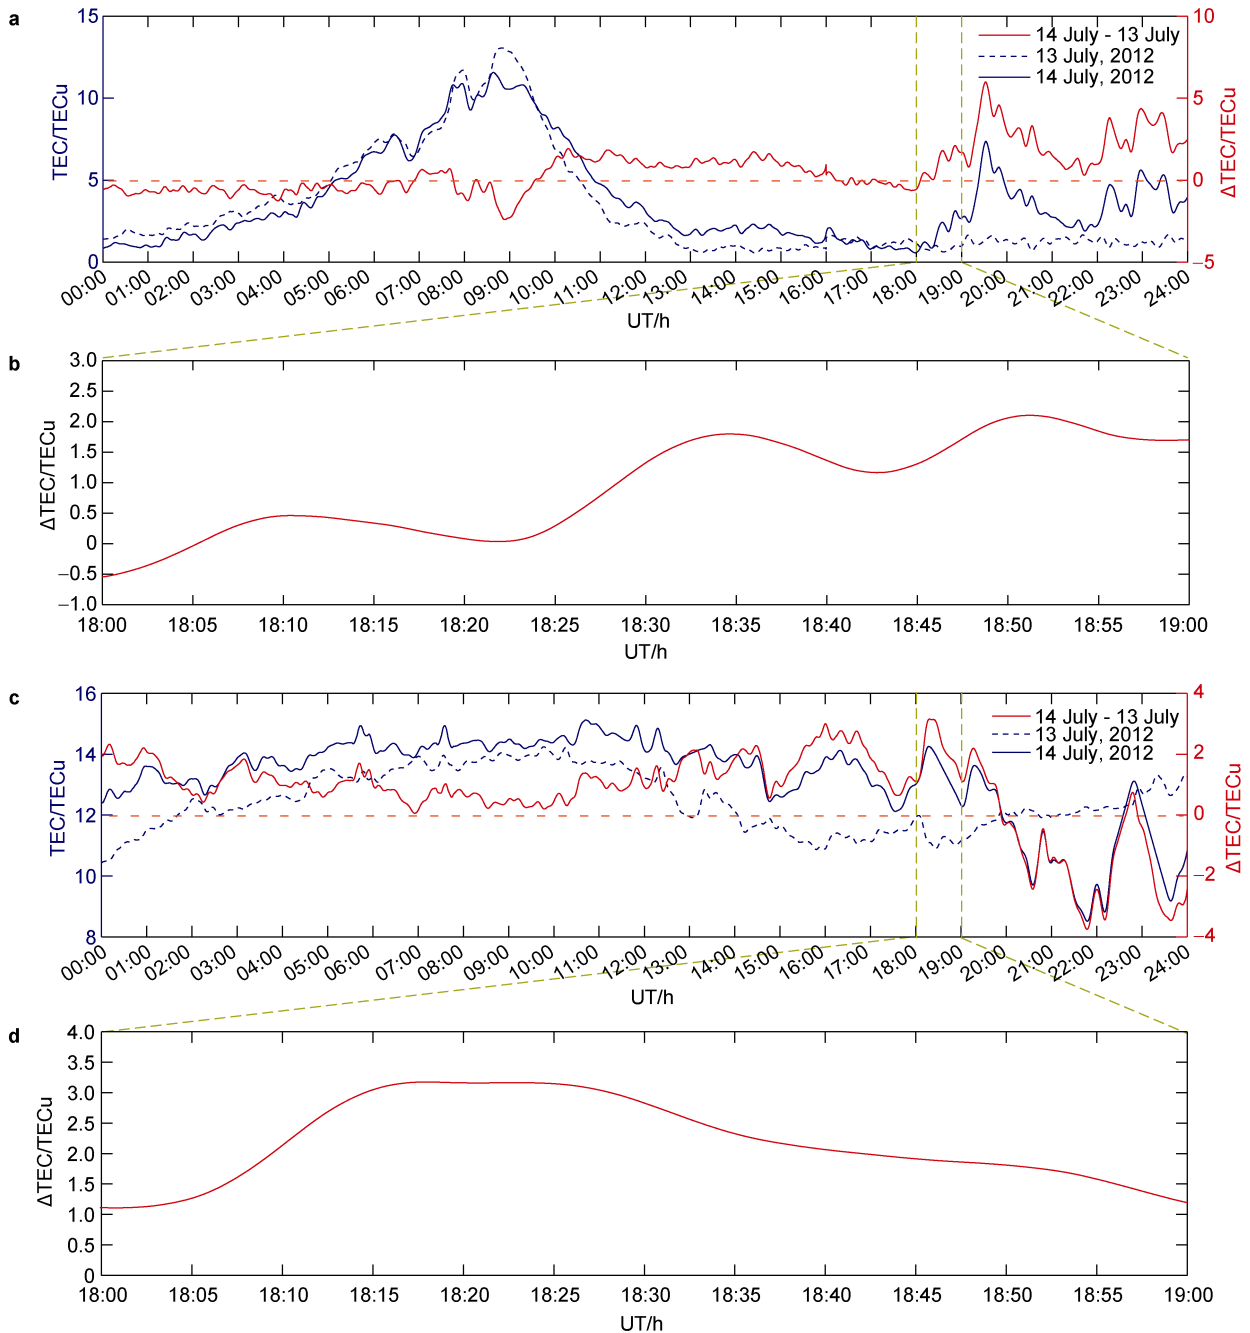 a
15
10
5
0
TEC/TECu
10
5
0
−5
ΔTEC/TECu
14 July - 13 July
13 July, 2012
14 July, 2012
00:00 01:00 02:00 03:00 04:00 05:00 06:00 07:00 08:00 09:00 10:00 11:00 12:00 13:00 14:00 15:00 16:00 17:00 18:00 19:00 20:00 21:00 22:00 23:00 24:00
UT/h
b
3.0
2.5
2.0
1.5
1.0
0.5
0
−0.5
−1.0
ΔTEC/TECu
18:00 18:05 18:10 18:15 18:20 18:25 18:30 18:35 18:40 18:45 18:50 18:55 19:00
UT/h
c
16
14
12
10
8
TEC/TECu
4
2
0
−2
−4
ΔTEC/TECu
14 July - 13 July
13 July, 2012
14 July, 2012
00:00 01:00 02:00 03:00 04:00 05:00 06:00 07:00 08:00 09:00 10:00 11:00 12:00 13:00 14:00 15:00 16:00 17:00 18:00 19:00 20:00 21:00 22:00 23:00 24:00
UT/h
d
4.0
3.5
3.0
2.5
2.0
1.5
1.0
0.5
0
ΔTEC/TECu
18:00 18:05 18:10 18:15 18:20 18:25 18:30 18:35 18:40 18:45 18:50 18:55 19:00
UT/h